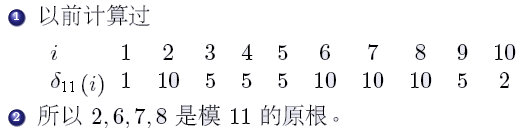 1 以前计算过
i 1 2 3 4 5 6 7 8 9 10
δ₁₁(i) 1 10 5 5 5 10 10 10 5 2
2 所以 2, 6, 7, 8 是模 11 的原根。